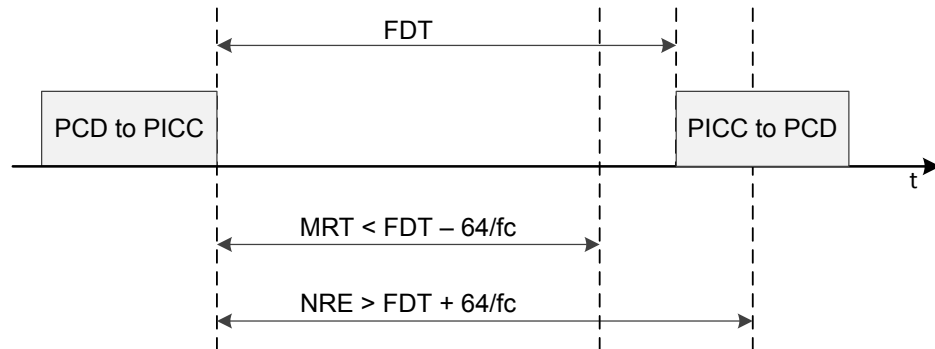 FDT
PCD to PICC
PICC to PCD
t
MRT < FDT – 64/fc
NRE > FDT + 64/fc